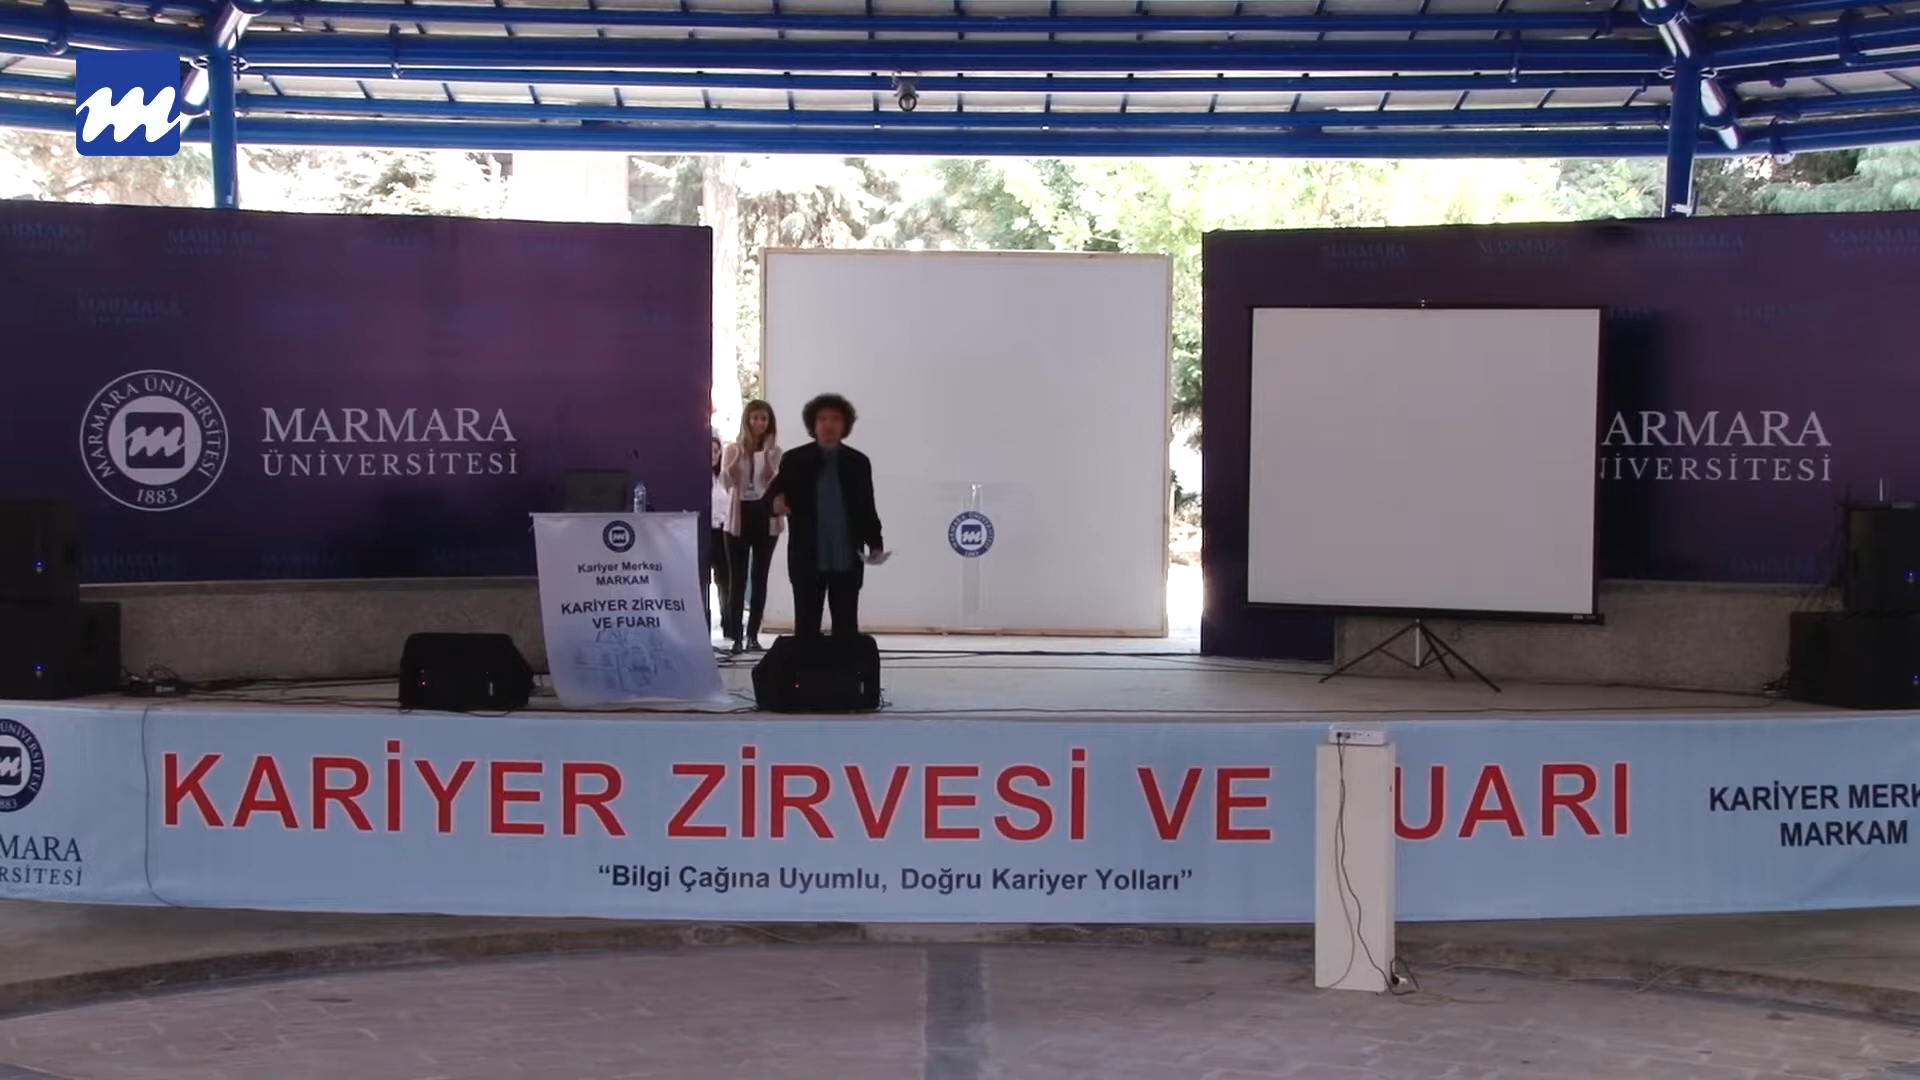 MARMARA ÜNİVERSİTESİ
1883
MARMARA
ÜNİVERSİTESİ
ARMARA
NİVERSİTESİ
Kariyer Merkezi
MARKAM
KARİYER ZİRVESİ
VE FUARI
KARİYER ZİRVESİ VE UARI
“Bilgi Çağına Uyumlu, Doğru Kariyer Yolları”
KARİYER MERK
MARKAM
MARA
RSİTESİ